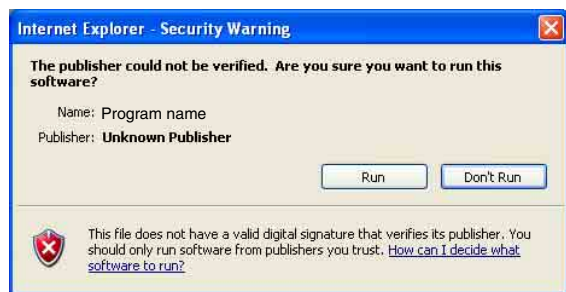 Internet Explorer - Security Warning
The publisher could not be verified.  Are you sure you want to run this
software?
Name: Program name
Publisher: Unknown Publisher
Run
Don't Run
This file does not have a valid digital signature that verifies its publisher. You
should only run software from publishers you trust. How can I decide what
software to run?